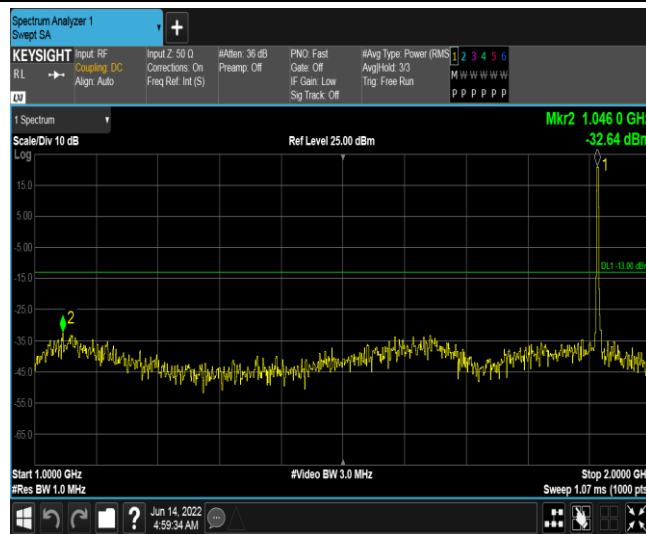 Spectrum Analyzer 1
Swept SA
+
KEYSIGHT
RL
Input: RF
Coupling: DC
Align: Auto
Input Z: 50 Ω
Corrections: On
Freq Ref: Int (S)
#Atten: 36 dB
Preamp: Off
PNO: Fast
Gate: Off
IF Gain: Low
Sig Track: Off
#Avg Type: Power (RMS
Avg|Hold: 3/3
Trig: Free Run
1 2 3 4 5 6
M W W W W W
P P P P P P
LXI
1 Spectrum
Mkr2 1.046 0 GHz
Scale/Div 10 dB
Ref Level 25.00 dBm
-32.64 dBm
Log
1
15.0
5.00
-5.00
DL1 -13.00 dBm
-15.0
-25.0
2
-35.0
-45.0
-55.0
-65.0
Start 1.0000 GHz
#Video BW 3.0 MHz
Stop 2.0000 GHz
#Res BW 1.0 MHz
Sweep 1.07 ms (1000 pts)
?
Jun 14, 2022
4:59:34 AM